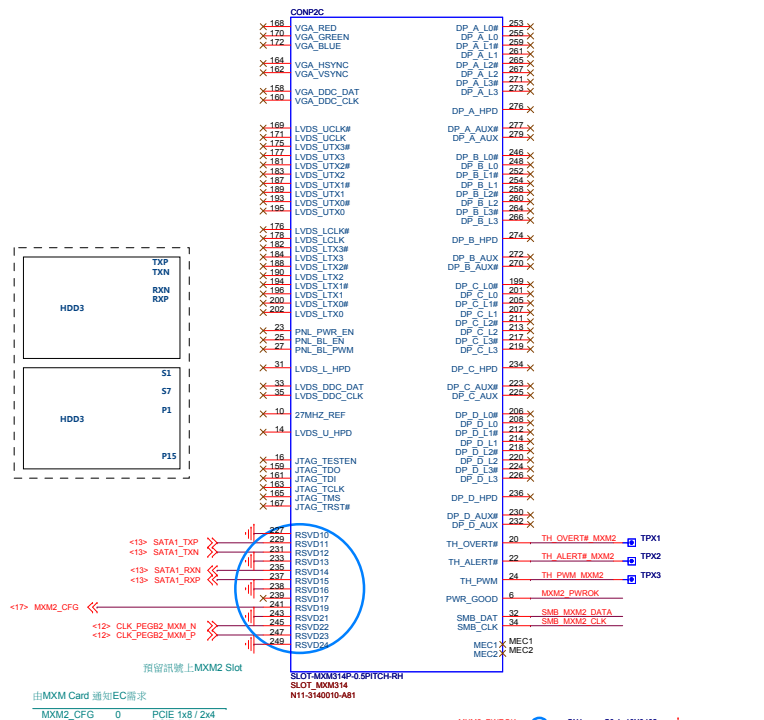 CONP2C
168 VGA_RED DP_A_L0# 253
170 VGA_GREEN DP_A_L0 255
172 VGA_BLUE DP_A_L1# 259
DP_A_L1 261
164 VGA_HSYNC DP_A_L2# 265
162 VGA_VSYNC DP_A_L2 267
DP_A_L3# 271
158 VGA_DDC_DAT DP_A_L3 273
160 VGA_DDC_CLK
DP_A_HPD 276
169 LVDS_UCLK# DP_A_AUX# 277
171 LVDS_UCLK DP_A_AUX 279
175 LVDS_UTX3#
177 LVDS_UTX3 DP_B_L0# 246
181 LVDS_UTX2# DP_B_L0 248
183 LVDS_UTX2 DP_B_L1# 252
187 LVDS_UTX1# DP_B_L1 254
189 LVDS_UTX1 DP_B_L2# 258
193 LVDS_UTX0# DP_B_L2 260
195 LVDS_UTX0 DP_B_L3# 264
DP_B_L3 266
176 LVDS_LCLK#
178 LVDS_LCLK DP_B_HPD 274
182 LVDS_LTX3#
184 LVDS_LTX3 DP_B_AUX 272
188 LVDS_LTX2# DP_B_AUX# 270
190 LVDS_LTX2
194 LVDS_LTX1# DP_C_L0# 199
196 LVDS_LTX1 DP_C_L0 201
200 LVDS_LTX0# DP_C_L1# 205
202 LVDS_LTX0 DP_C_L1 207
DP_C_L2# 211
23 PNL_PWR_EN DP_C_L2 213
25 PNL_BL_EN DP_C_L3# 217
27 PNL_BL_PWM DP_C_L3 219
31 LVDS_L_HPD DP_C_HPD 234
33 LVDS_DDC_DAT DP_C_AUX# 223
35 LVDS_DDC_CLK DP_C_AUX 225
10 27MHZ_REF DP_D_L0# 206
DP_D_L0 208
14 LVDS_U_HPD DP_D_L1# 212
DP_D_L1 214
DP_D_L2# 218
16 JTAG_TESTEN DP_D_L2 220
159 JTAG_TDO DP_D_L3# 224
161 JTAG_TDI DP_D_L3 226
163 JTAG_TCLK
165 JTAG_TMS DP_D_HPD 236
167 JTAG_TRST#
DP_D_AUX# 230
DP_D_AUX 232
TXP
TXN
RXN
RXP
HDD3
S1
S7
P1
HDD3
P15
227 RSVD10
<13> SATA1_TXP 229 RSVD11
<13> SATA1_TXN 231 RSVD12
233 RSVD13
<13> SATA1_RXN 235 RSVD14
<13> SATA1_RXP 237 RSVD15
238 RSVD16
239 RSVD17
<17> MXM2_CFG 241 RSVD19
243 RSVD21
<12> CLK_PEGB2_MXM_N 245 RSVD22
<12> CLK_PEGB2_MXM_P 247 RSVD23
249 RSVD24
TH_OVERT# 20 TH_OVERT#_MXM2 TPX1
TH_ALERT# 22 TH_ALERT#_MXM2 TPX2
TH_PWM 24 TH_PWM_MXM2 TPX3
PWR_GOOD 6 MXM2_PWROK
SMB_DAT 32 SMB_MXM2_DATA
SMB_CLK 34 SMB_MXM2_CLK
MEC1 MEC1
MEC2 MEC2
預留訊號上MXM2 Slot
SLOT-MXM314P-0.5PITCH-RH
SLOT_MXM314
N11-3140010-A81
由MXM Card 通知EC需求
MXM2_CFG 0 PCIE 1x8 / 2x4